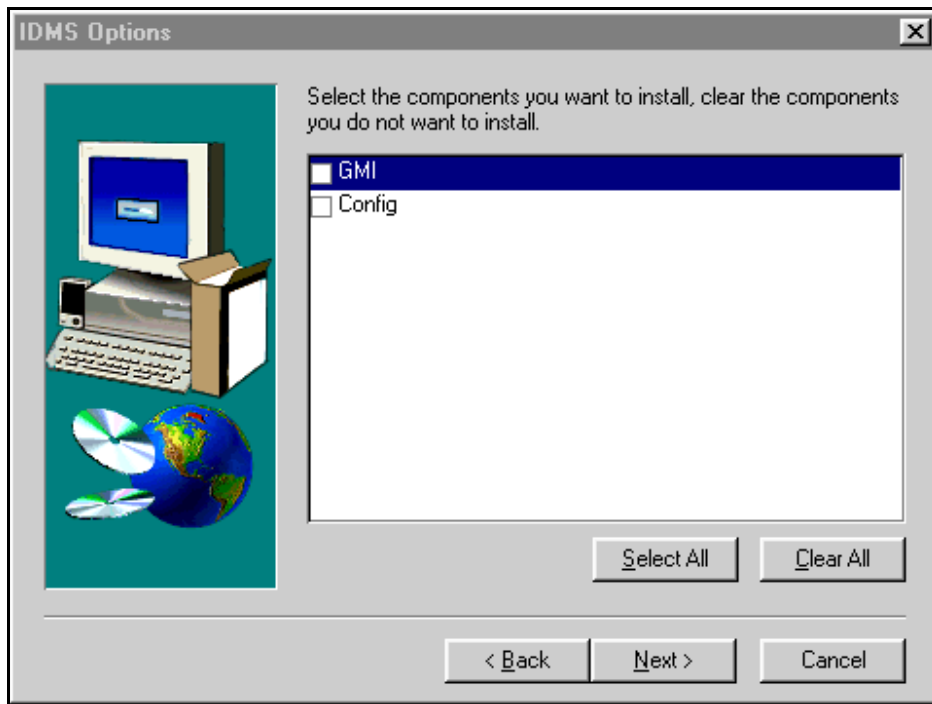 IDMS Options
Select the components you want to install, clear the components
you do not want to install.
GMI
Config
Select All
Clear All
< Back
Next >
Cancel